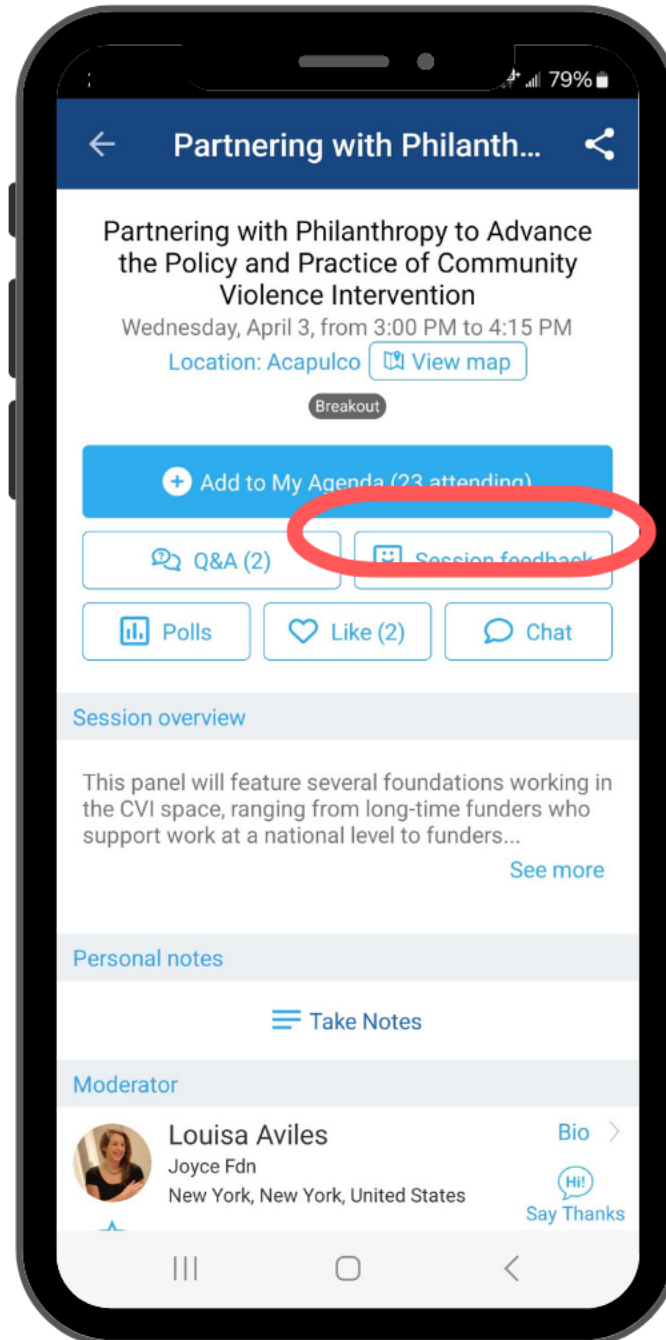 79%
Partnering with Philanth...
Partnering with Philanthropy to Advance
the Policy and Practice of Community
Violence Intervention
Wednesday, April 3, from 3:00 PM to 4:15 PM
Location: Acapulco View map
Breakout
Add to My Agenda (23 attending)
Q&A (2) Session feedback
Polls Like (2) Chat
Session overview
This panel will feature several foundations working in
the CVI space, ranging from long-time funders who
support work at a national level to funders...
See more
Personal notes
Take Notes
Moderator
Louisa Aviles Bio
Joyce Fdn
New York, New York, United States
Hi!
Say Thanks